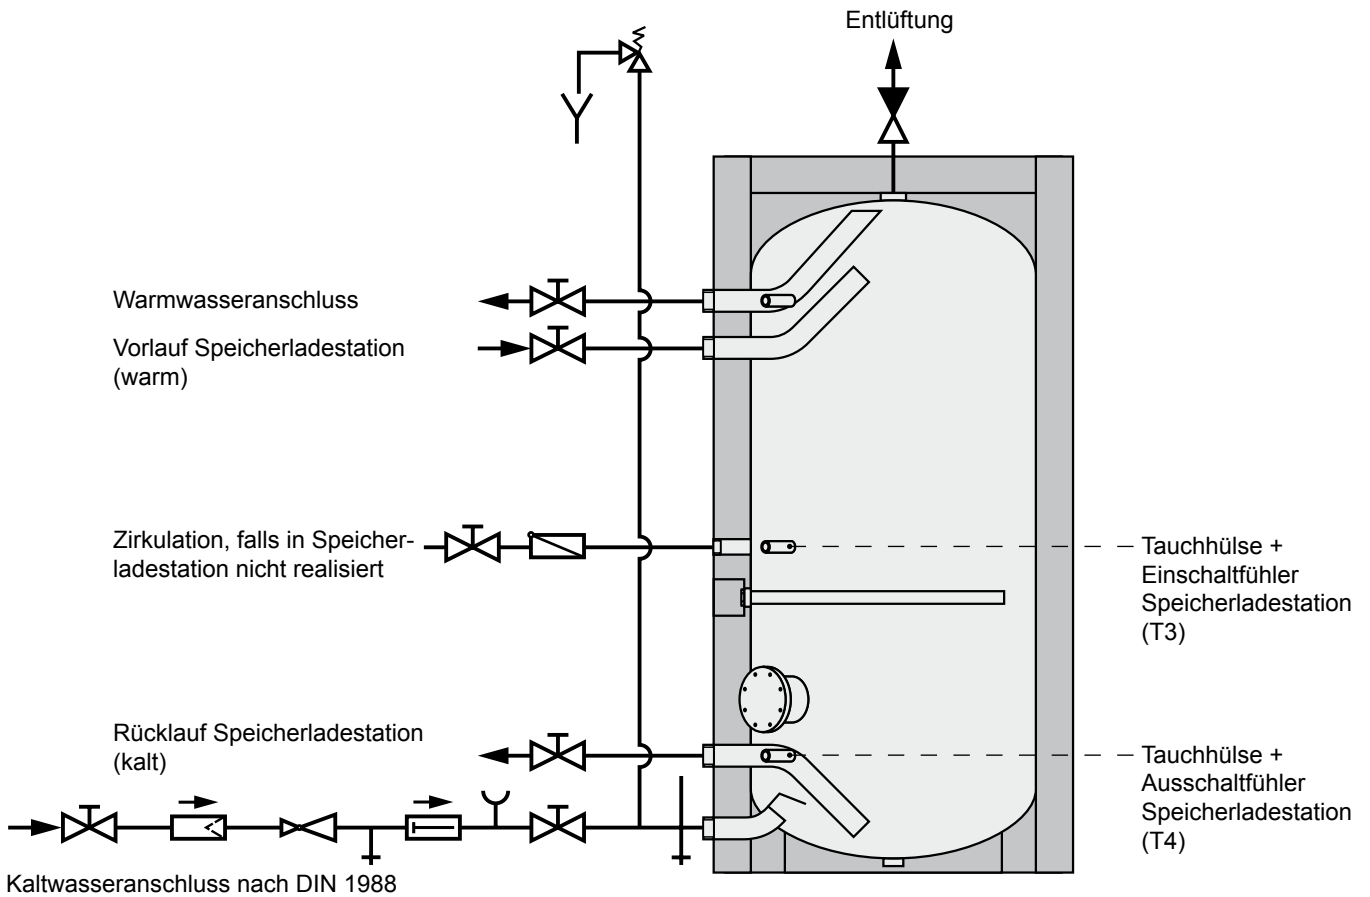 Entlüftung
Warmwasseranschluss
Vorlauf Speicherladestation
(warm)
Zirkulation, falls in Speicher-
ladestation nicht realisiert
Tauchhülse +
Einschaltfühler
Speicherladestation
(T3)
Rücklauf Speicherladestation
(kalt)
Tauchhülse +
Ausschaltfühler
Speicherladestation
(T4)
Kaltwasseranschluss nach DIN 1988